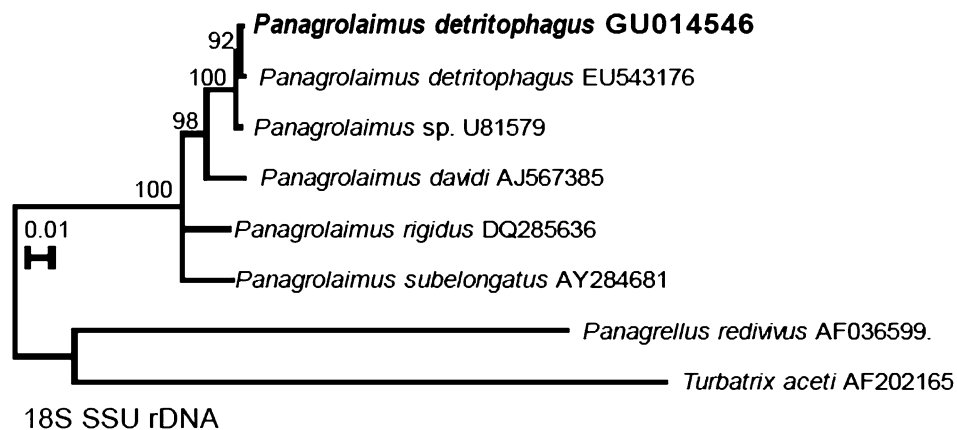 Panagrolaimus detritophagus GU014546
92
Panagrolaimus detritophagus EU543176
100
Panagrolaimus sp. U81579
98
Panagrolaimus davidi AJ567385
100
0.01
Panagrolaimus rigidus DQ285636
Panagrolaimus subelongatus AY284681
Panagrellus redivivus AF036599.
Turbatrix aceti AF202165
18S SSU rDNA